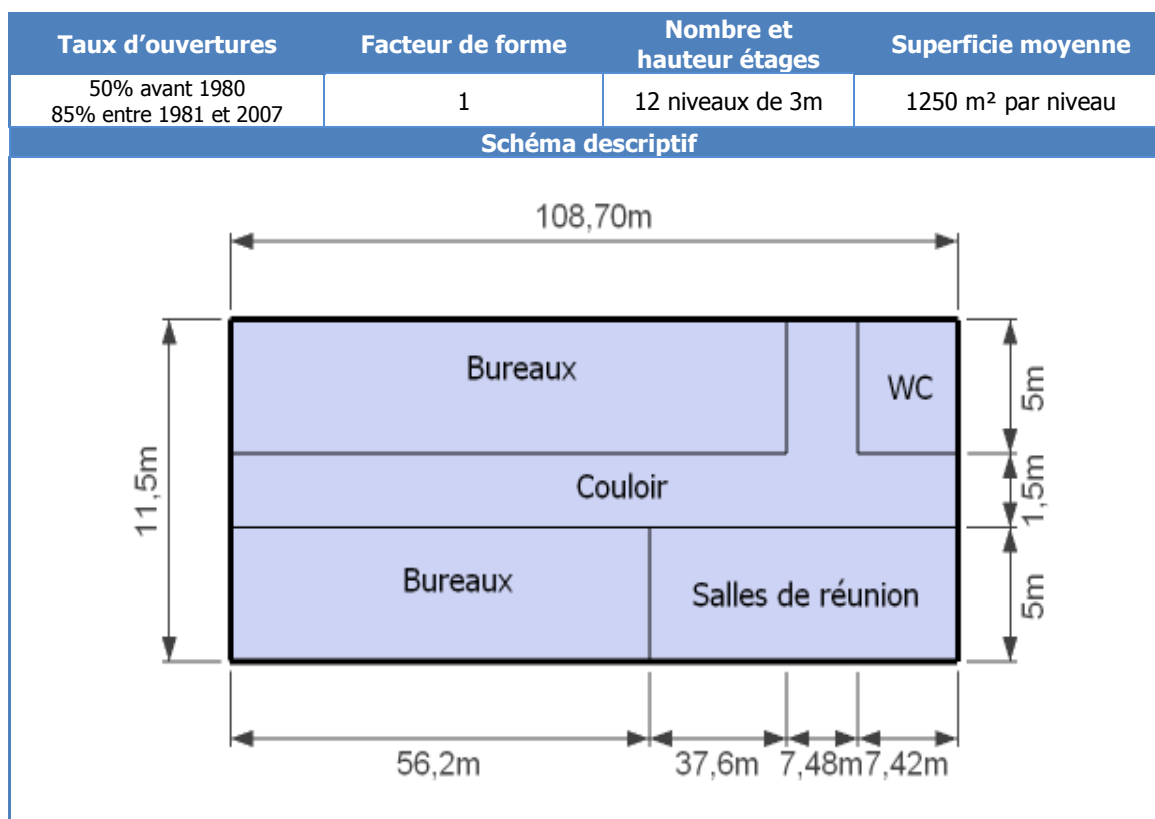 Taux d'ouvertures
Facteur de forme
Nombre et
hauteur étages
Superficie moyenne
50% avant 1980
85% entre 1981 et 2007
1
12 niveaux de 3m
1250 m² par niveau
Schéma descriptif
108,70m
Bureaux
WC
5m
11,5m
Couloir
1,5m
Bureaux
Salles de réunion
5m
56,2m
37,6m
7,48m
7,42m